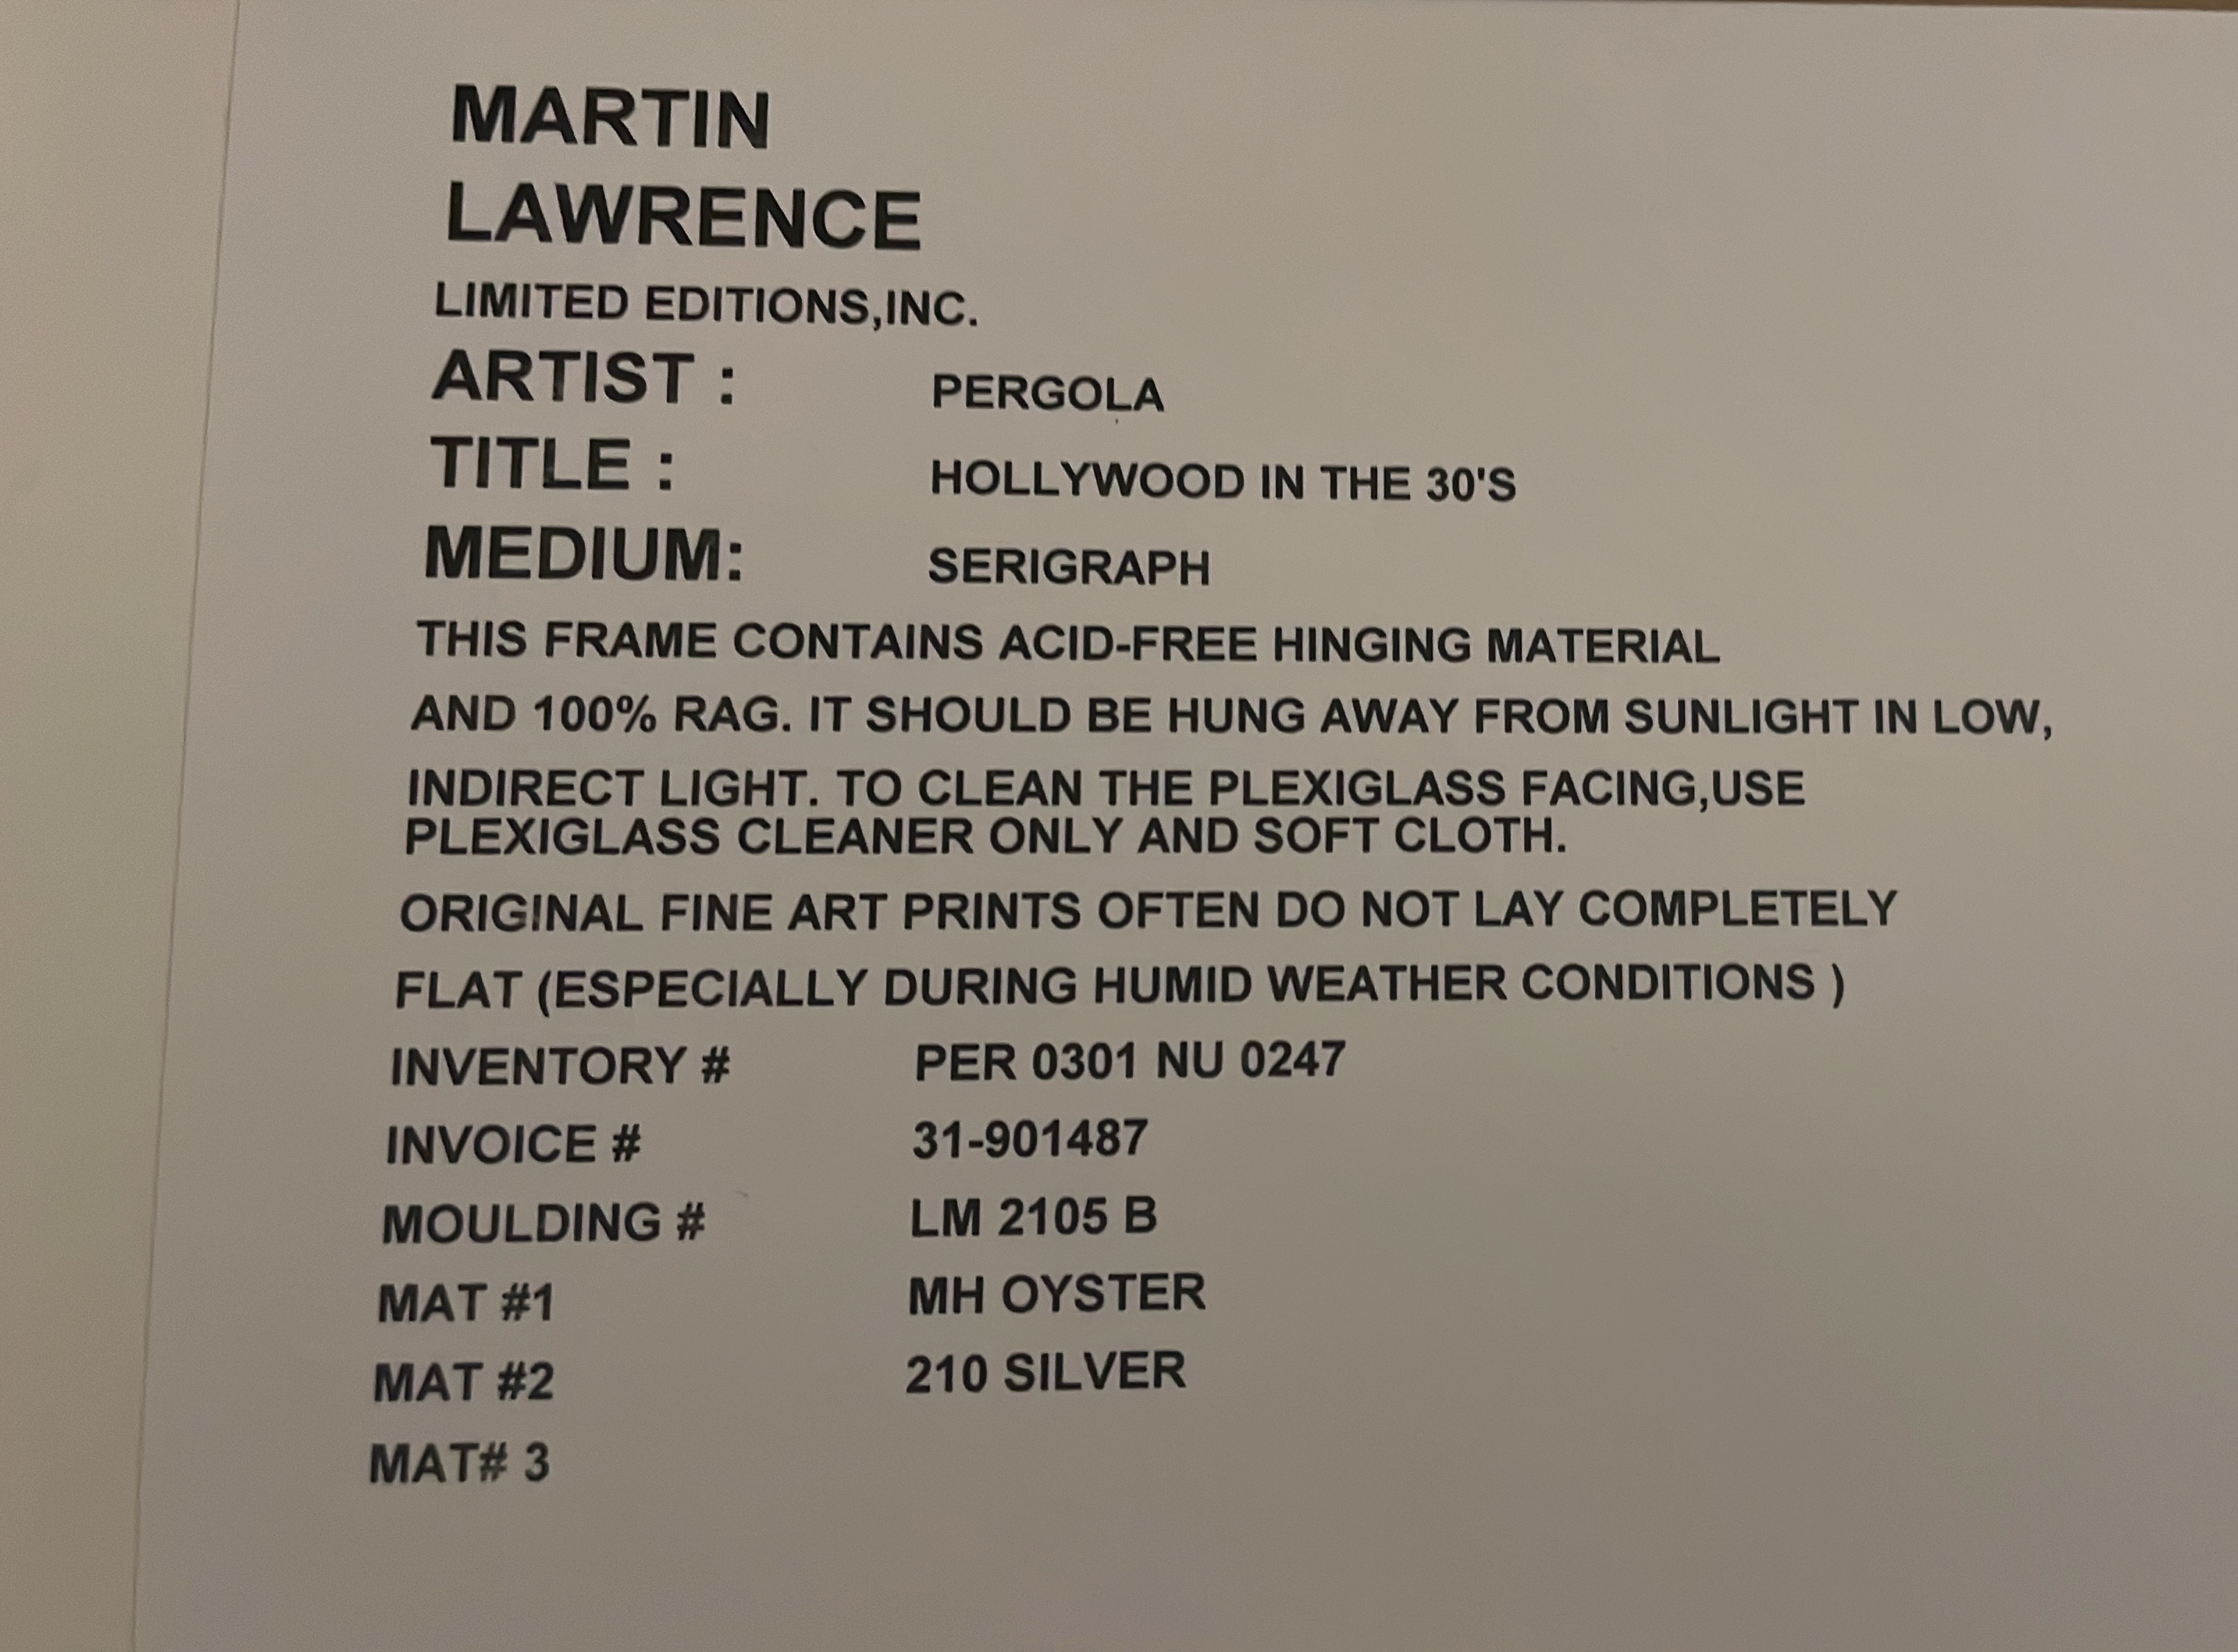 MARTIN
LAWRENCE
LIMITED EDITIONS,INC.
ARTIST : PERGOLA
TITLE : HOLLYWOOD IN THE 30'S
MEDIUM: SERIGRAPH
THIS FRAME CONTAINS ACID-FREE HINGING MATERIAL
AND 100% RAG. IT SHOULD BE HUNG AWAY FROM SUNLIGHT IN LOW,
INDIRECT LIGHT. TO CLEAN THE PLEXIGLASS FACING,USE
PLEXIGLASS CLEANER ONLY AND SOFT CLOTH.
ORIGINAL FINE ART PRINTS OFTEN DO NOT LAY COMPLETELY
FLAT (ESPECIALLY DURING HUMID WEATHER CONDITIONS )
INVENTORY # PER 0301 NU 0247
INVOICE # 31-901487
MOULDING # LM 2105 B
MAT #1 MH OYSTER
MAT #2 210 SILVER
MAT# 3